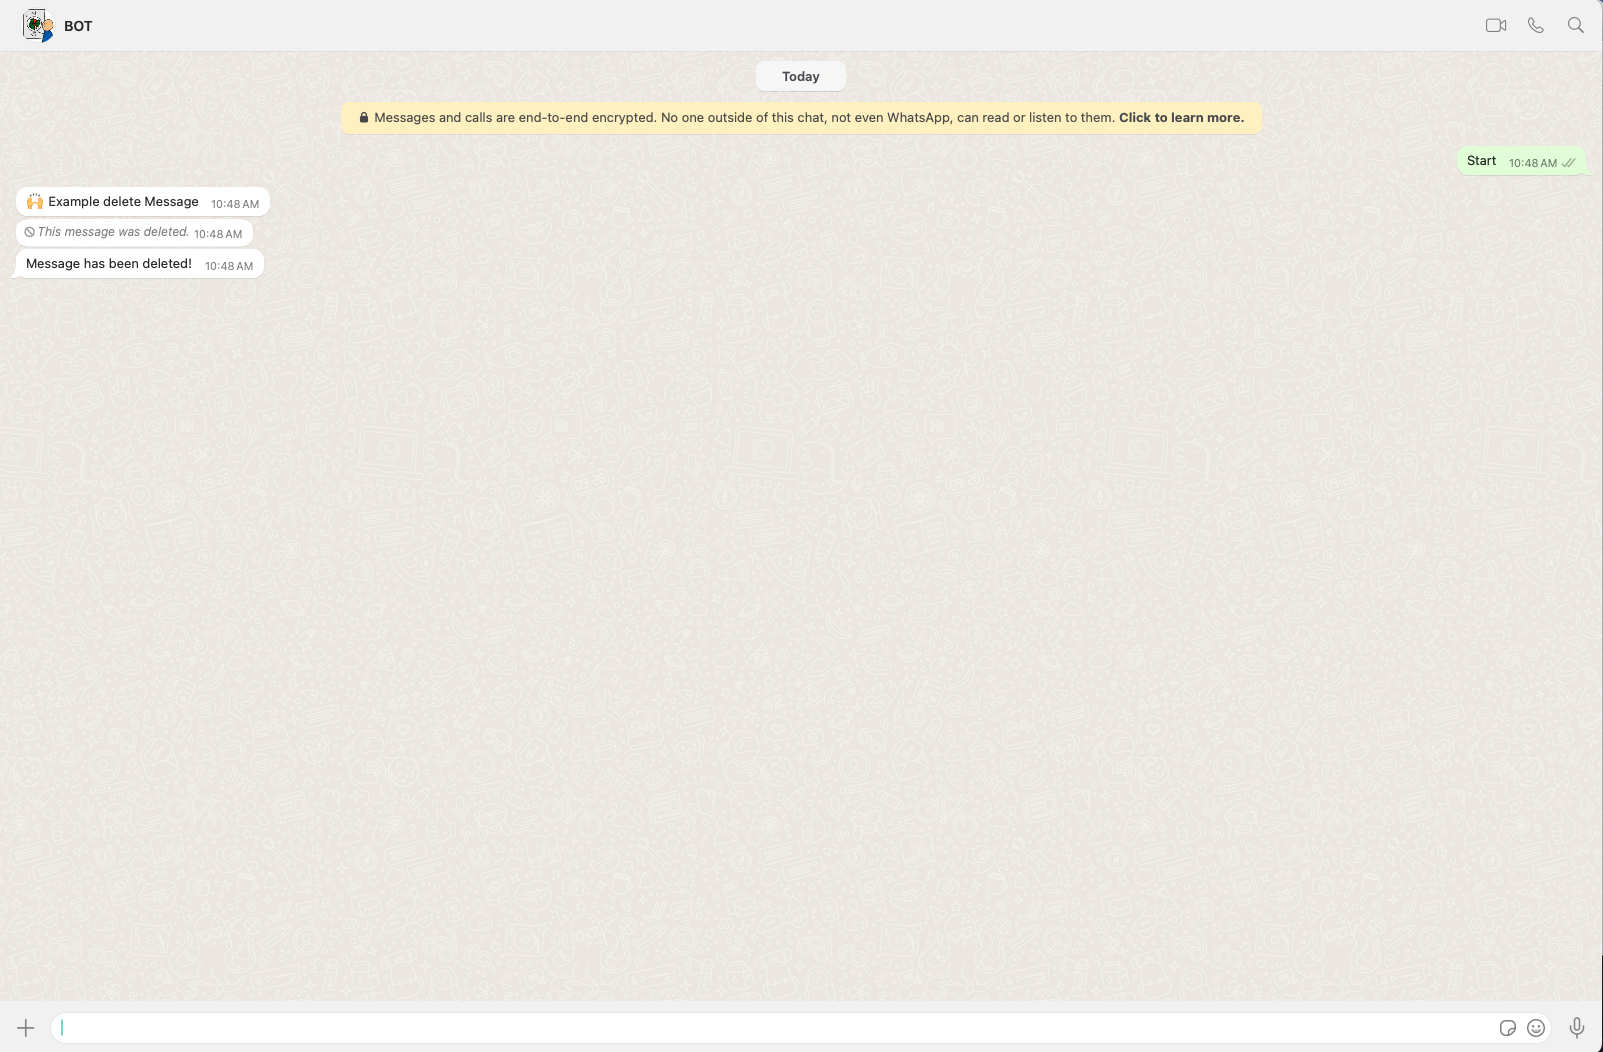 BOT
Today
Messages and calls are end-to-end encrypted. No one outside of this chat, not even WhatsApp, can read or listen to them. Click to learn more.
Start 10:48 AM
🙌 Example delete Message 10:48 AM
This message was deleted. 10:48 AM
Message has been deleted! 10:48 AM